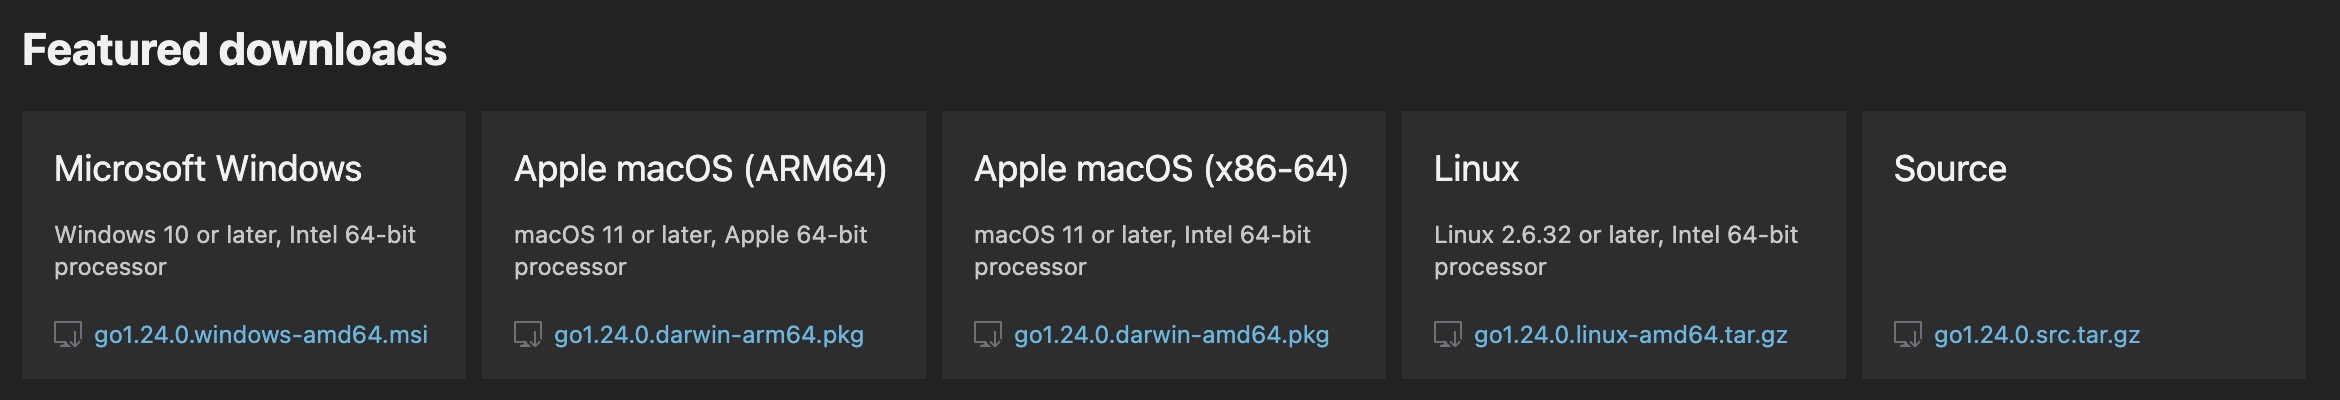 Featured downloads
Microsoft Windows
Windows 10 or later, Intel 64-bit
processor
go1.24.0.windows-amd64.msi
Apple macOS (ARM64)
macOS 11 or later, Apple 64-bit
processor
go1.24.0.darwin-arm64.pkg
Apple macOS (x86-64)
macOS 11 or later, Intel 64-bit
processor
go1.24.0.darwin-amd64.pkg
Linux
Linux 2.6.32 or later, Intel 64-bit
processor
go1.24.0.linux-amd64.tar.gz
Source
go1.24.0.src.tar.gz